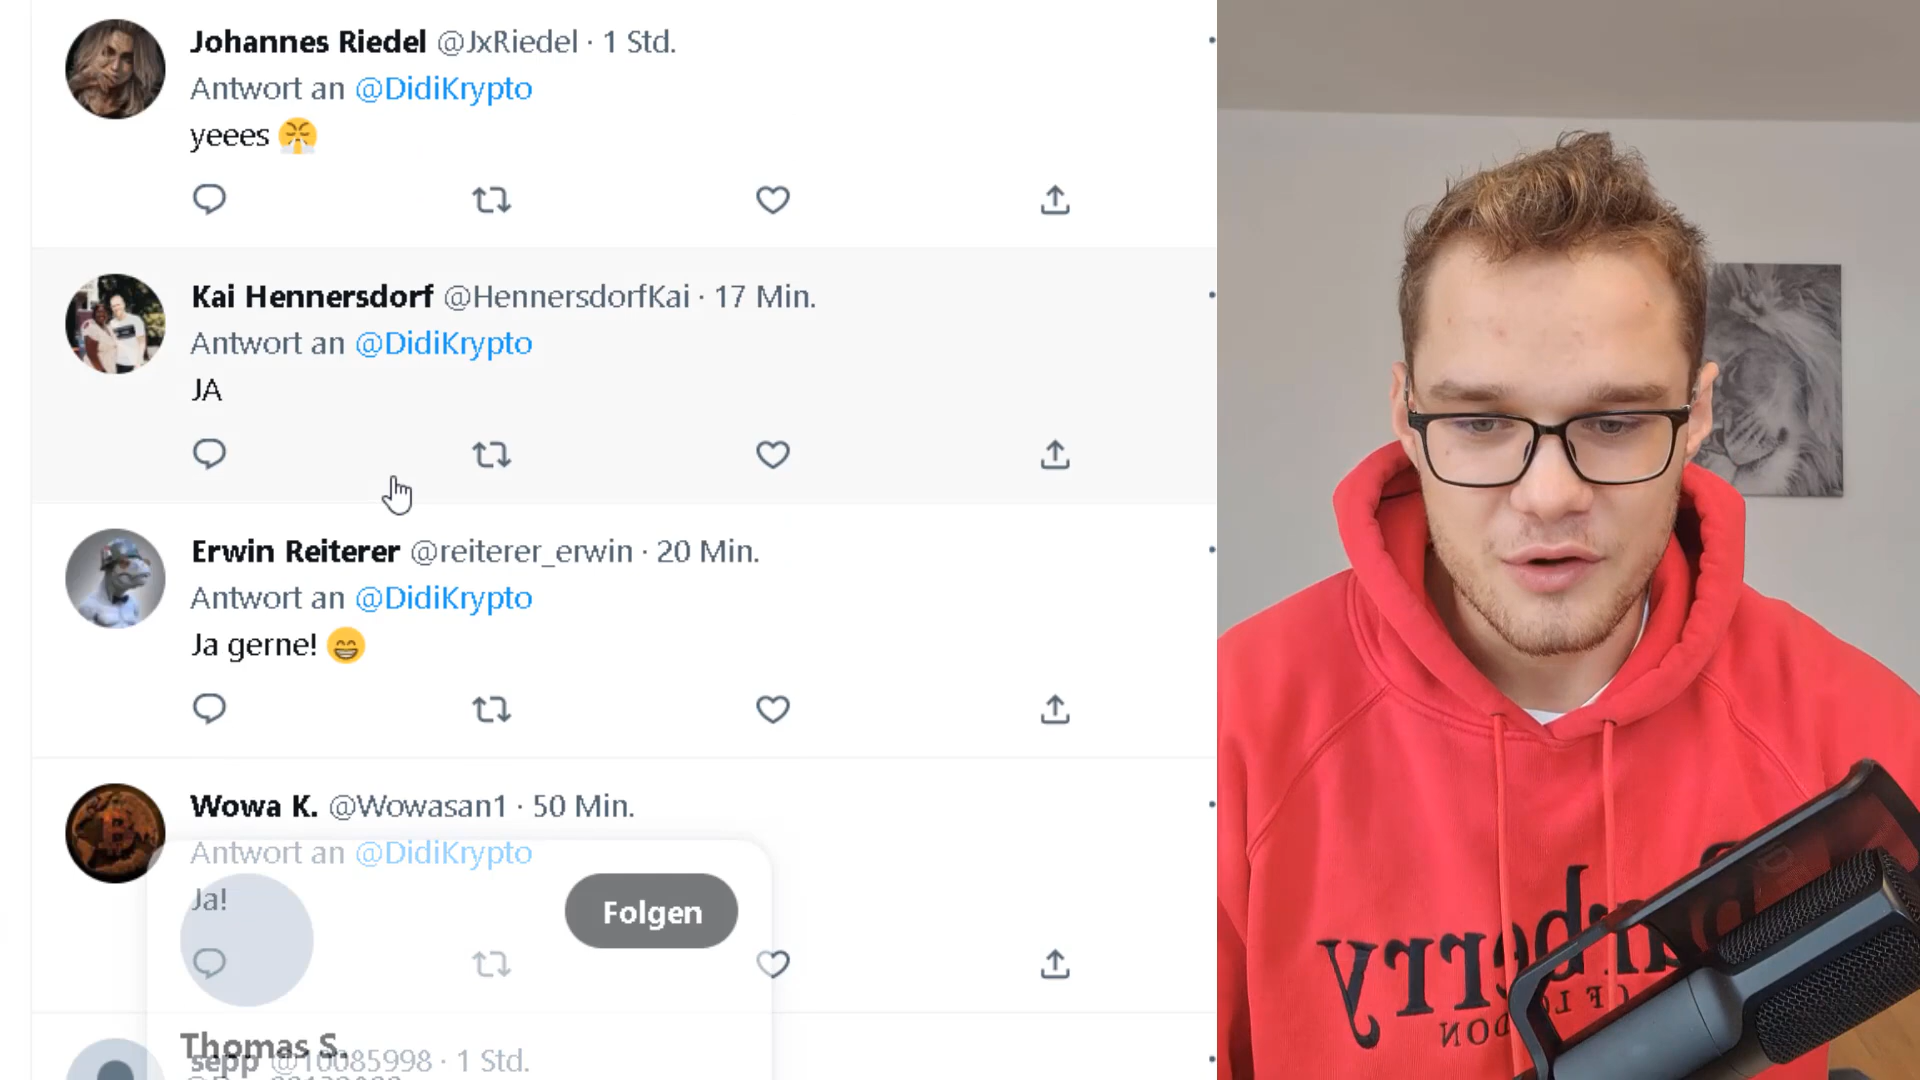 Johannes Riedel @JxRiedel · 1 Std.
Antwort an @DidiKrypto
yeees 😤
Kai Hennersdorf @HennersdorfKai · 17 Min.
Antwort an @DidiKrypto
JA
Erwin Reiterer @reiterer_erwin · 20 Min.
Antwort an @DidiKrypto
Ja gerne! 😁
Wowa K. @Wowasan1 · 50 Min.
Antwort an @DidiKrypto
Ja!
Folgen
Thomas S.
sepp @10085998 · 1 Std.